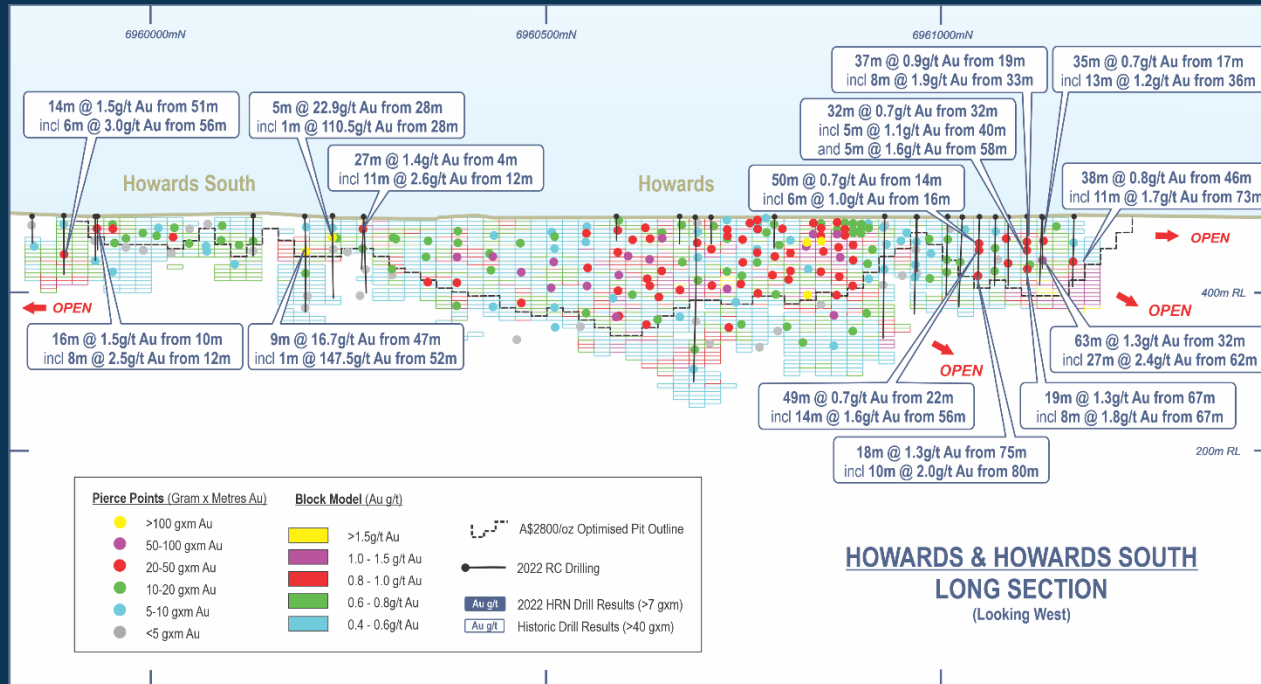 6960000mN
6960500mN
6961000mN
37m @ 0.9g/t Au from 19m
incl 8m @ 1.9g/t Au from 33m
35m @ 0.7g/t Au from 17m
incl 13m @ 1.2g/t Au from 36m
14m @ 1.5g/t Au from 51m
incl 6m @ 3.0g/t Au from 56m
5m @ 22.9g/t Au from 28m
incl 1m @ 110.5g/t Au from 28m
32m @ 0.7g/t Au from 32m
incl 5m @ 1.1g/t Au from 40m
and 5m @ 1.6g/t Au from 58m
27m @ 1.4g/t Au from 4m
incl 11m @ 2.6g/t Au from 12m
Howards South
Howards
50m @ 0.7g/t Au from 14m
incl 6m @ 1.0g/t Au from 16m
38m @ 0.8g/t Au from 46m
incl 11m @ 1.7g/t Au from 73m
OPEN
400m RL
OPEN
OPEN
16m @ 1.5g/t Au from 10m
incl 8m @ 2.5g/t Au from 12m
9m @ 16.7g/t Au from 47m
incl 1m @ 147.5g/t Au from 52m
63m @ 1.3g/t Au from 32m
incl 27m @ 2.4g/t Au from 62m
OPEN
49m @ 0.7g/t Au from 22m
incl 14m @ 1.6g/t Au from 56m
19m @ 1.3g/t Au from 67m
incl 8m @ 1.8g/t Au from 67m
18m @ 1.3g/t Au from 75m
incl 10m @ 2.0g/t Au from 80m
200m RL
Pierce Points (Gram x Metres Au)
>100 gxm Au
50-100 gxm Au
20-50 gxm Au
10-20 gxm Au
5-10 gxm Au
<5 gxm Au
Block Model (Au g/t)
>1.5g/t Au
1.0 - 1.5 g/t Au
0.8 - 1.0 g/t Au
0.6 - 0.8g/t Au
0.4 - 0.6g/t Au
A$2800/oz Optimised Pit Outline
2022 RC Drilling
Au g/t 2022 HRN Drill Results (>7 gxm)
Au g/t Historic Drill Results (>40 gxm)
HOWARDS & HOWARDS SOUTH
LONG SECTION
(Looking West)